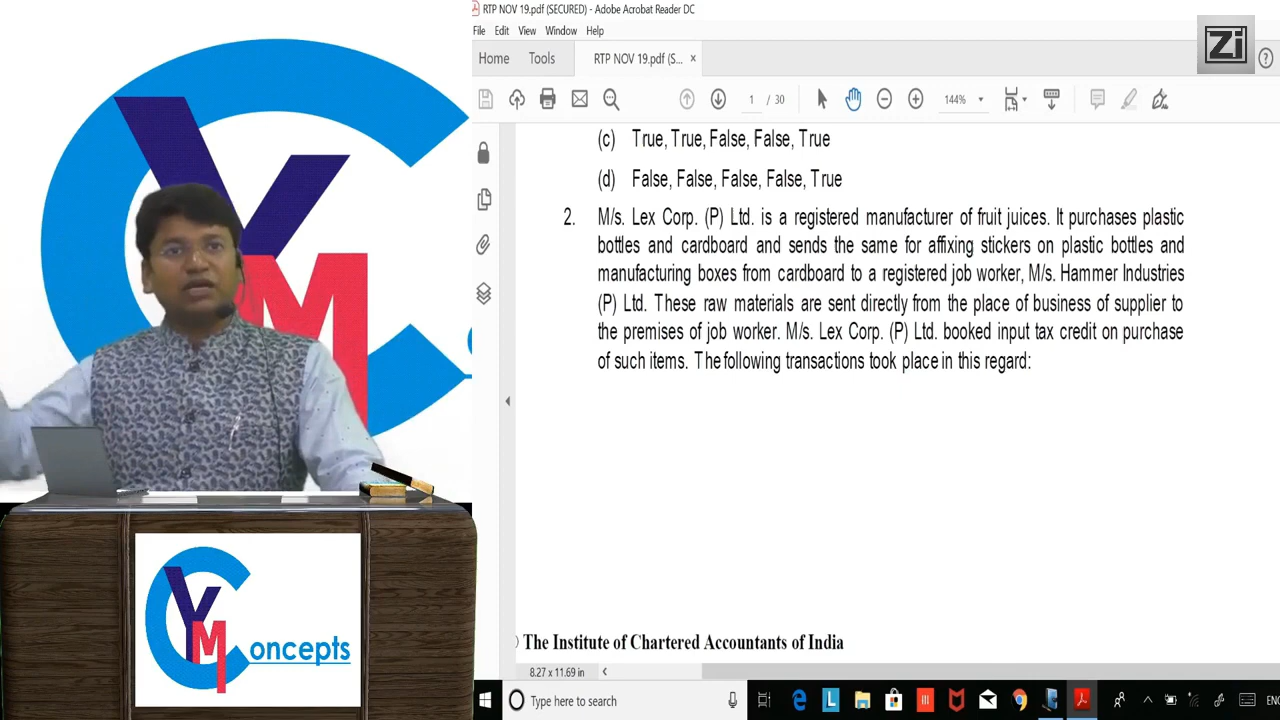 RTP NOV 19.pdf (SECURED) - Adobe Acrobat Reader DC
File Edit View Window Help
Home Tools RTP NOV 19.pdf (S... ×
Zi
?
1 / 30 144%
(c) True, True, False, False, True
(d) False, False, False, False, True
2. M/s. Lex Corp. (P) Ltd. is a registered manufacturer of fruit juices. It purchases plastic
bottles and cardboard and sends the same for affixing stickers on plastic bottles and
manufacturing boxes from cardboard to a registered job worker, M/s. Hammer Industries
(P) Ltd. These raw materials are sent directly from the place of business of supplier to
the premises of job worker. M/s. Lex Corp. (P) Ltd. booked input tax credit on purchase
of such items. The following transactions took place in this regard:
) The Institute of Chartered Accountants of India
8.27 x 11.69 in
Type here to search
ENG
CYM
CYM
oncepts